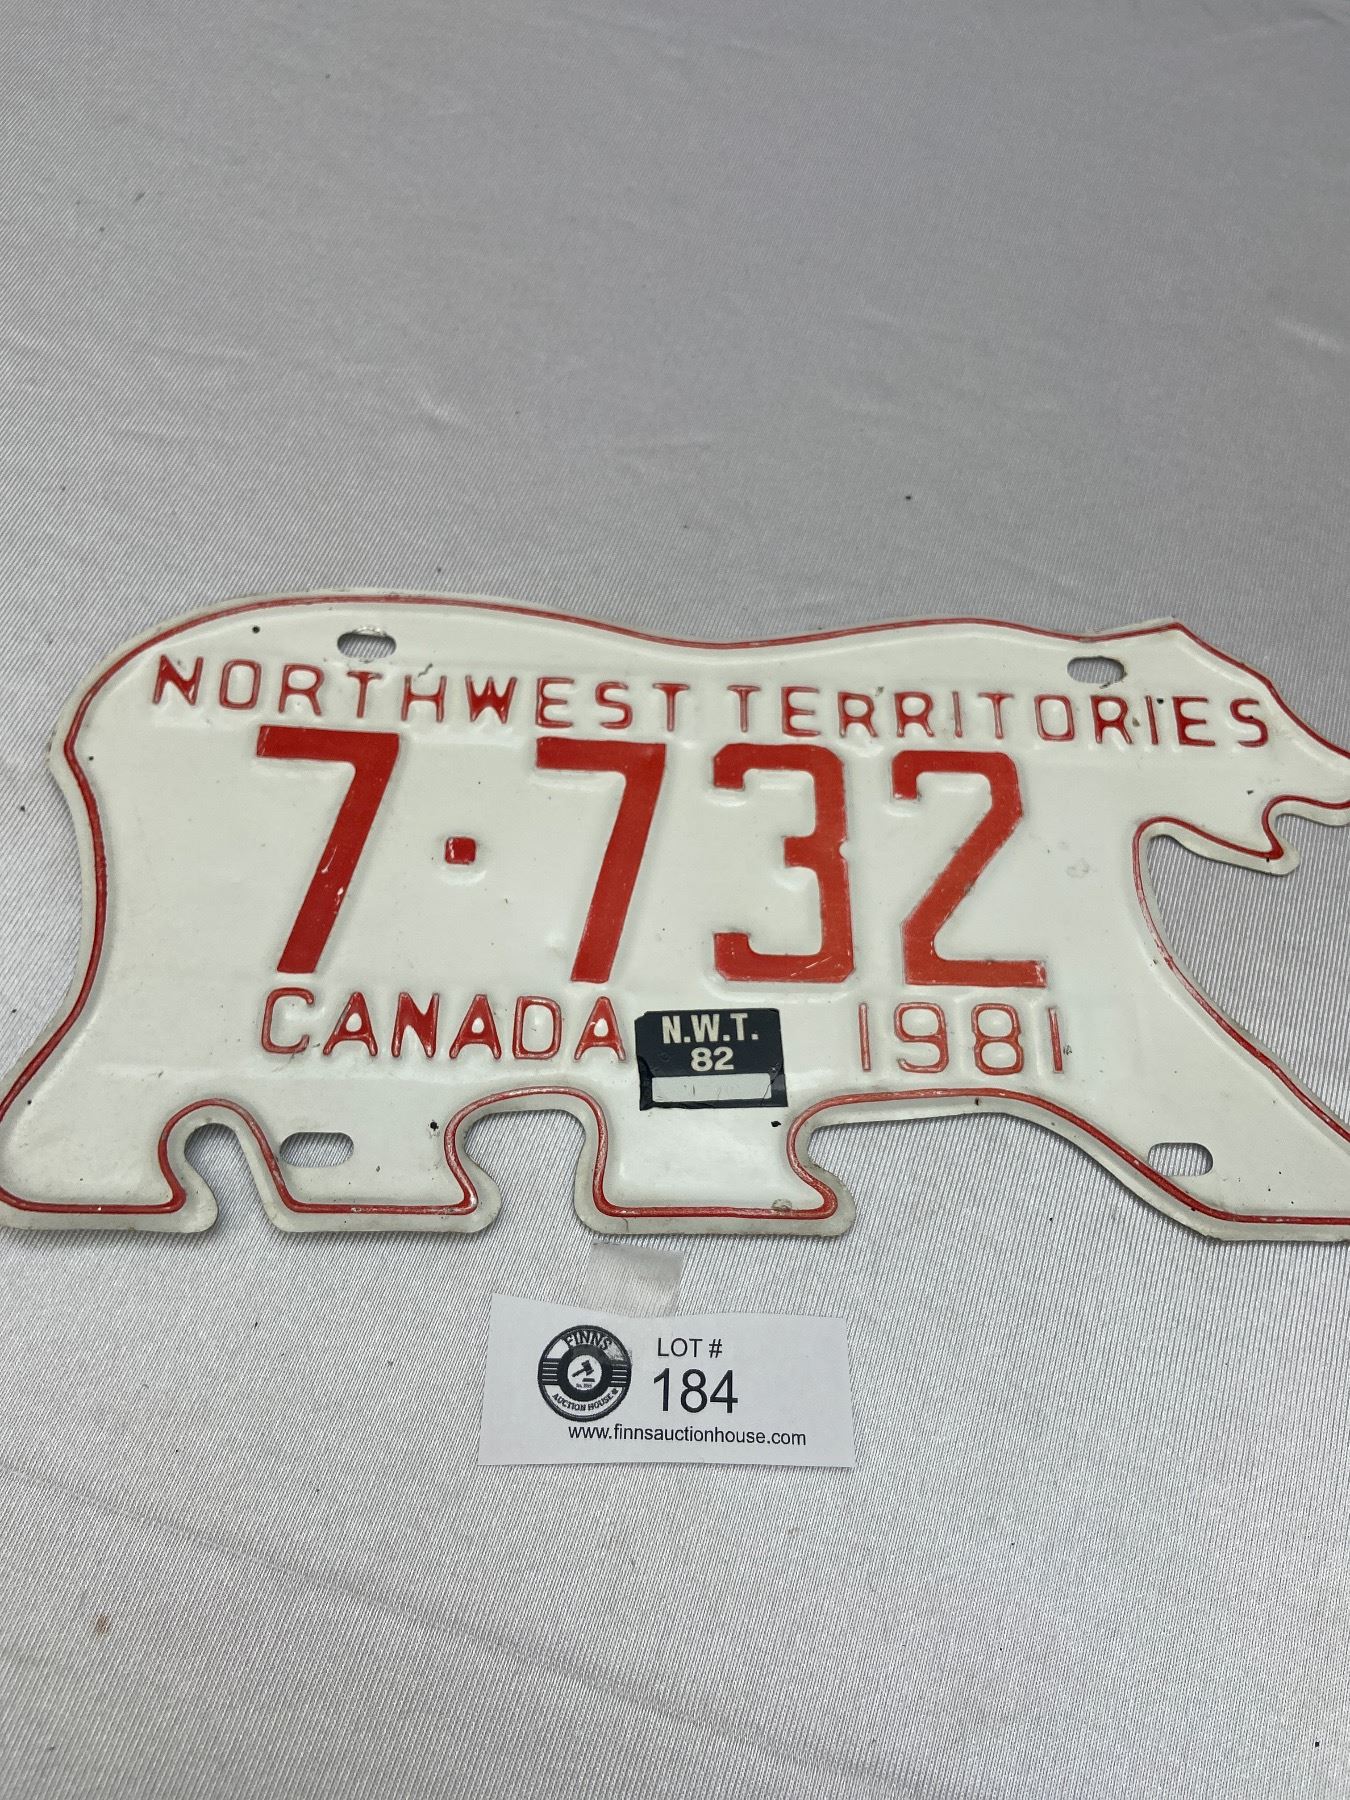 NORTHWEST TERRITORIES
7·732
CANADA 1981
N.W.T.
82
FINNS
AUCTION HOUSE
LOT #
184
www.finnsauctionhouse.com